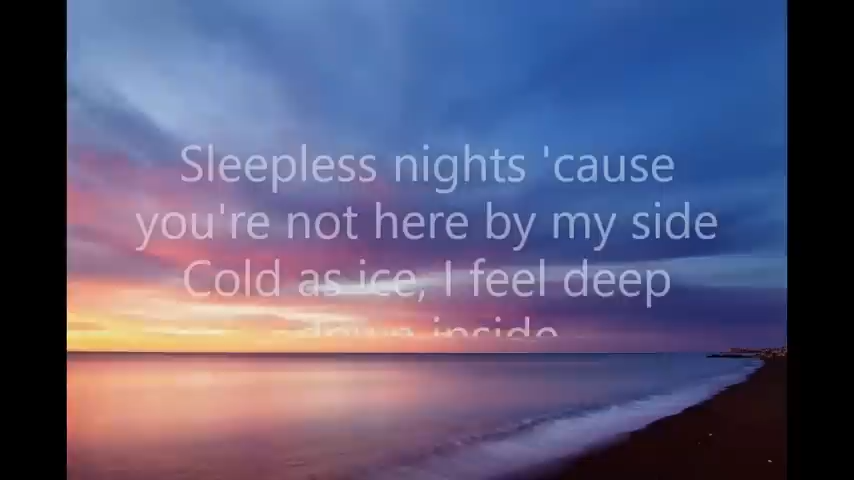 Sleepless nights 'cause
you're not here by my side
Cold as ice, I feel deep
down inside